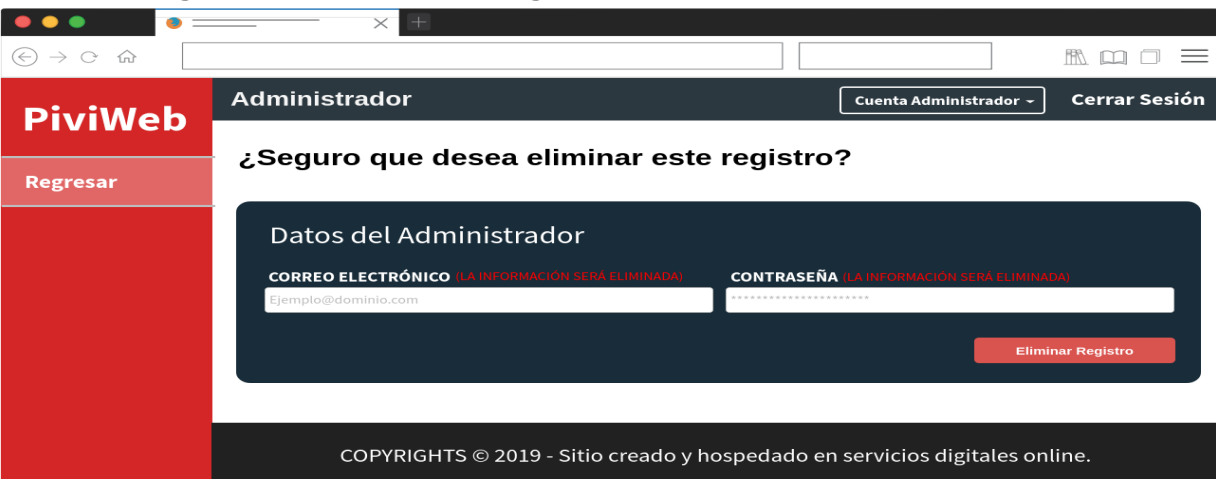 PiviWeb
Regresar
Administrador
Cuenta Administrador
Cerrar Sesión
¿Seguro que desea eliminar este registro?
Datos del Administrador
CORREO ELECTRÓNICO (LA INFORMACIÓN SERÁ ELIMINADA)
Ejemplo@dominio.com
CONTRASEÑA (LA INFORMACIÓN SERÁ ELIMINADA)
**********************
Eliminar Registro
COPYRIGHTS © 2019 - Sitio creado y hospedado en servicios digitales online.